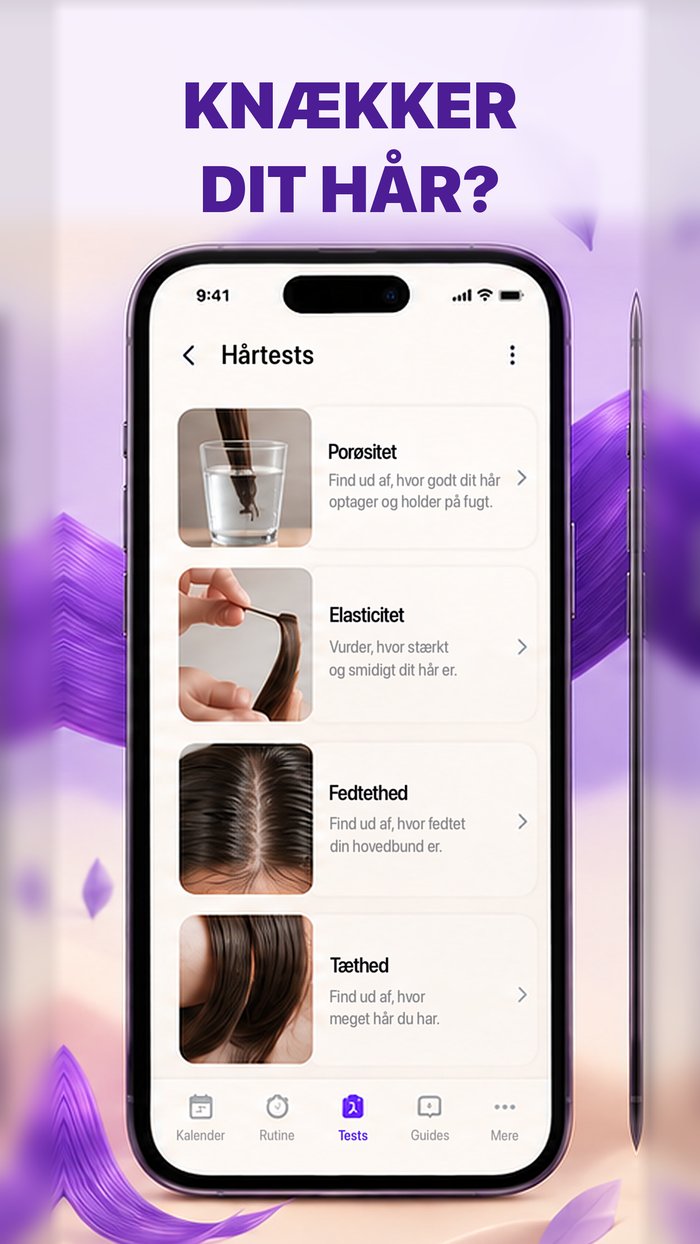 KNÆKKER
DIT HÅR?
9:41
Hårtests
Porøsitet
Find ud af, hvor godt dit hår
optager og holder på fugt.
Elasticitet
Vurder, hvor stærkt
og smidigt dit hår er.
Fedtethed
Find ud af, hvor fedtet
din hovedbund er.
Tæthed
Find ud af, hvor
meget hår du har.
Kalender Rutine Tests Guides Mere